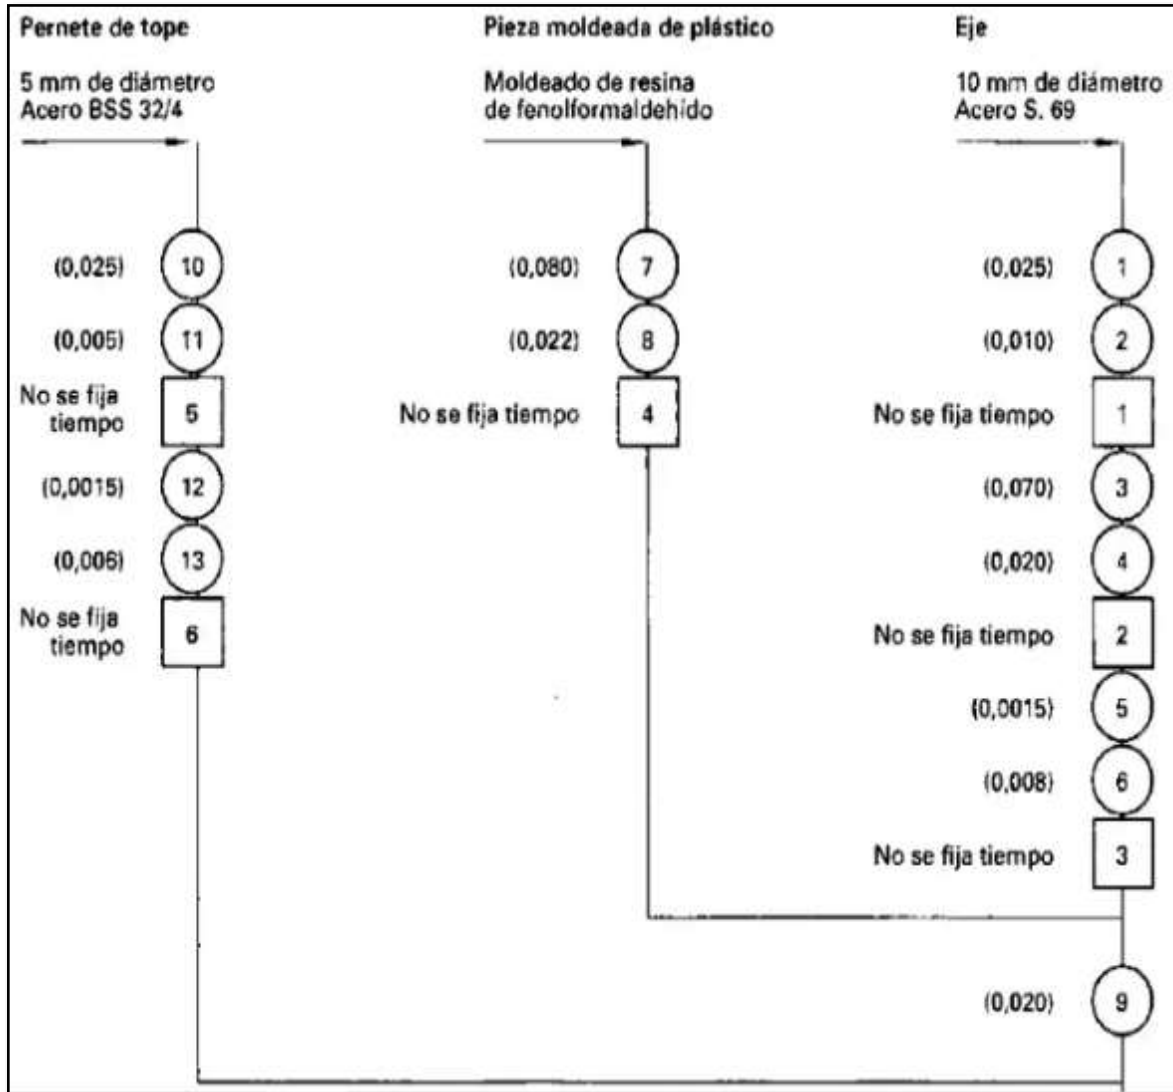 Pernete de tope
5 mm de diámetro
Acero BSS 32/4
(0,025) 10
(0,005) 11
No se fija
tiempo 5
(0,0015) 12
(0,006) 13
No se fija
tiempo 6
Pieza moldeada de plástico
Moldeado de resina
de fenolformaldehído
(0,080) 7
(0,022) 8
No se fija tiempo 4
Eje
10 mm de diámetro
Acero S. 69
(0,025) 1
(0,010) 2
No se fija tiempo 1
(0,070) 3
(0,020) 4
No se fija tiempo 2
(0,0015) 5
(0,008) 6
No se fija tiempo 3
(0,020) 9